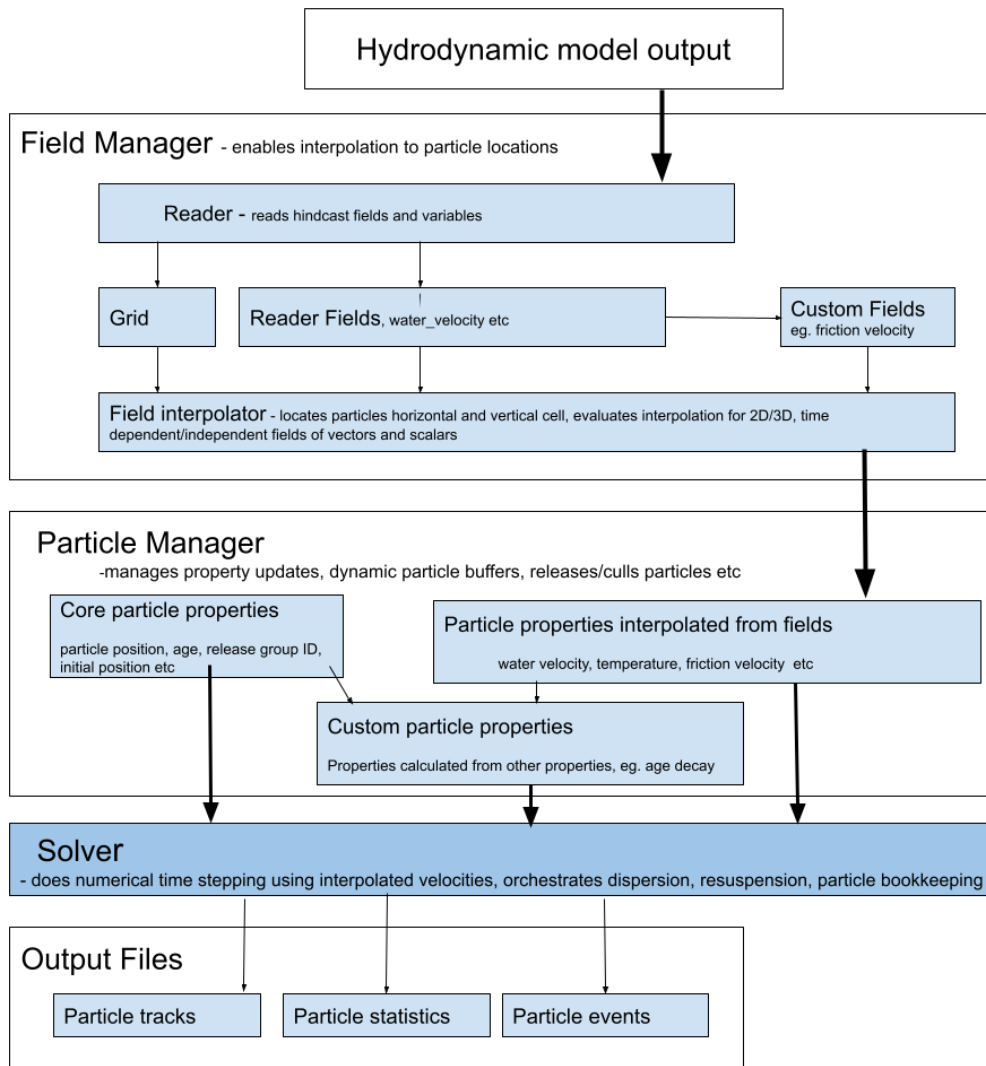 Hydrodynamic model output
Field Manager - enables interpolation to particle locations
Reader - reads hindcast fields and variables
Grid
Reader Fields, water_velocity etc
Custom Fields
eg. friction velocity
Field interpolator - locates particles horizontal and vertical cell, evaluates interpolation for 2D/3D, time
dependent/independent fields of vectors and scalars
Particle Manager
-manages property updates, dynamic particle buffers, releases/culls particles etc
Core particle properties
particle position, age, release group ID,
initial position etc
Particle properties interpolated from fields
water velocity, temperature, friction velocity etc
Custom particle properties
Properties calculated from other properties, eg. age decay
Solver
- does numerical time stepping using interpolated velocities, orchestrates dispersion, resuspension, particle bookkeeping
Output Files
Particle tracks
Particle statistics
Particle events